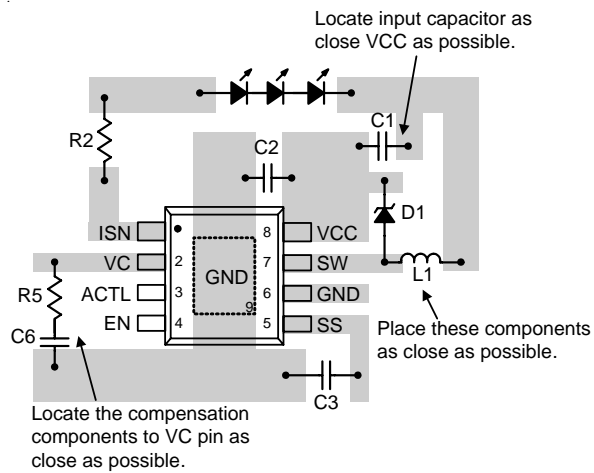 Locate input capacitor as
close VCC as possible.
C1
R2
C2
D1
ISN
8
VCC
VC
2
7
SW
L1
GND
ACTL
3
6
GND
R5
9
EN
4
5
SS
C6
Place these components
as close as possible.
C3
Locate the compensation
components to VC pin as
close as possible.